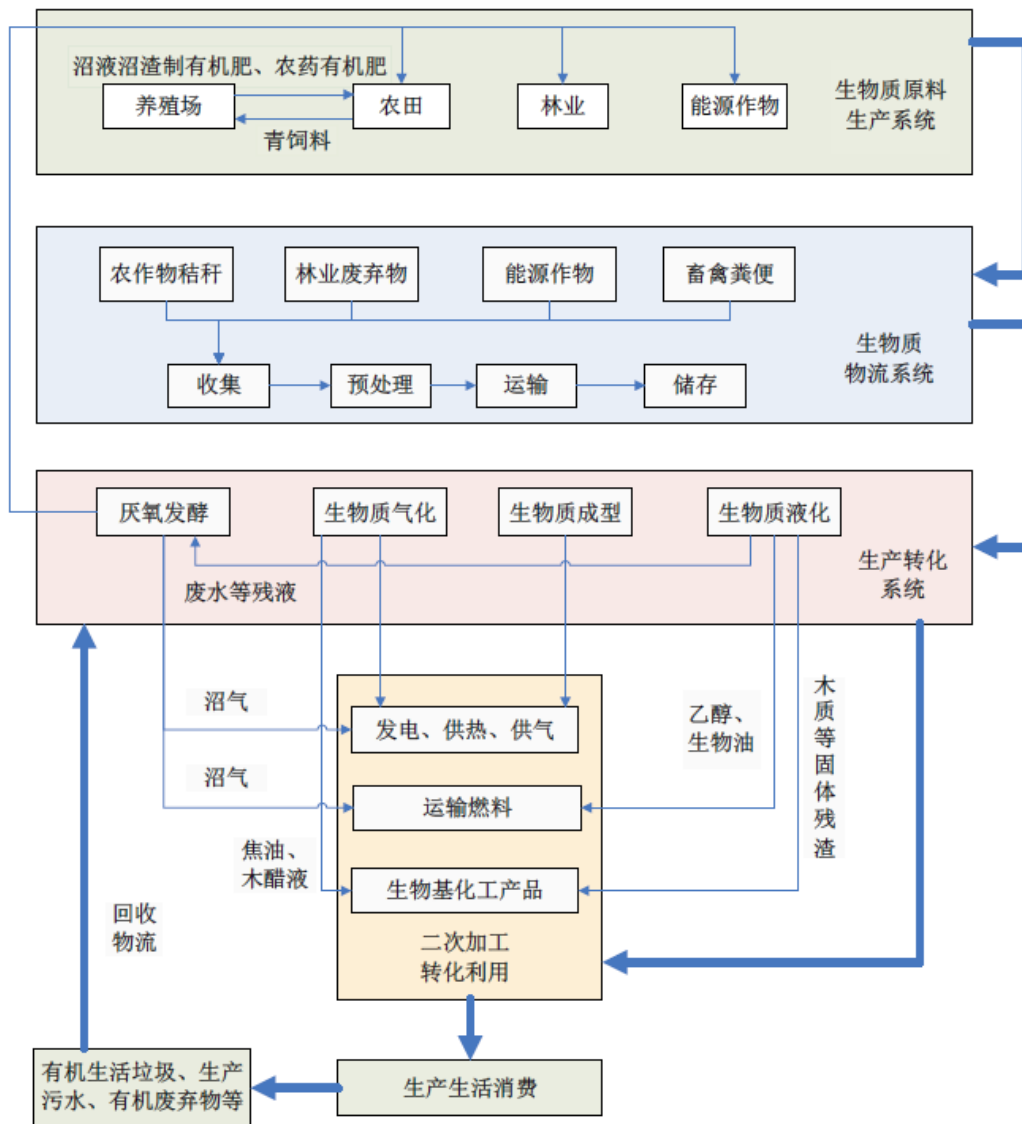 沼液沼渣制有机肥、农药有机肥
养殖场
农田
林业
能源作物
青饲料
生物质原料
生产系统
农作物秸秆
林业废弃物
能源作物
畜禽粪便
收集
预处理
运输
储存
生物质
物流系统
厌氧发酵
生物质气化
生物质成型
生物质液化
废水等残液
生产转化
系统
沼气
发电、供热、供气
乙醇、
生物油
木质等固体残渣
沼气
运输燃料
焦油、
木醋液
生物基化工产品
回收
物流
二次加工
转化利用
有机生活垃圾、生产
污水、有机废弃物等
生产生活消费